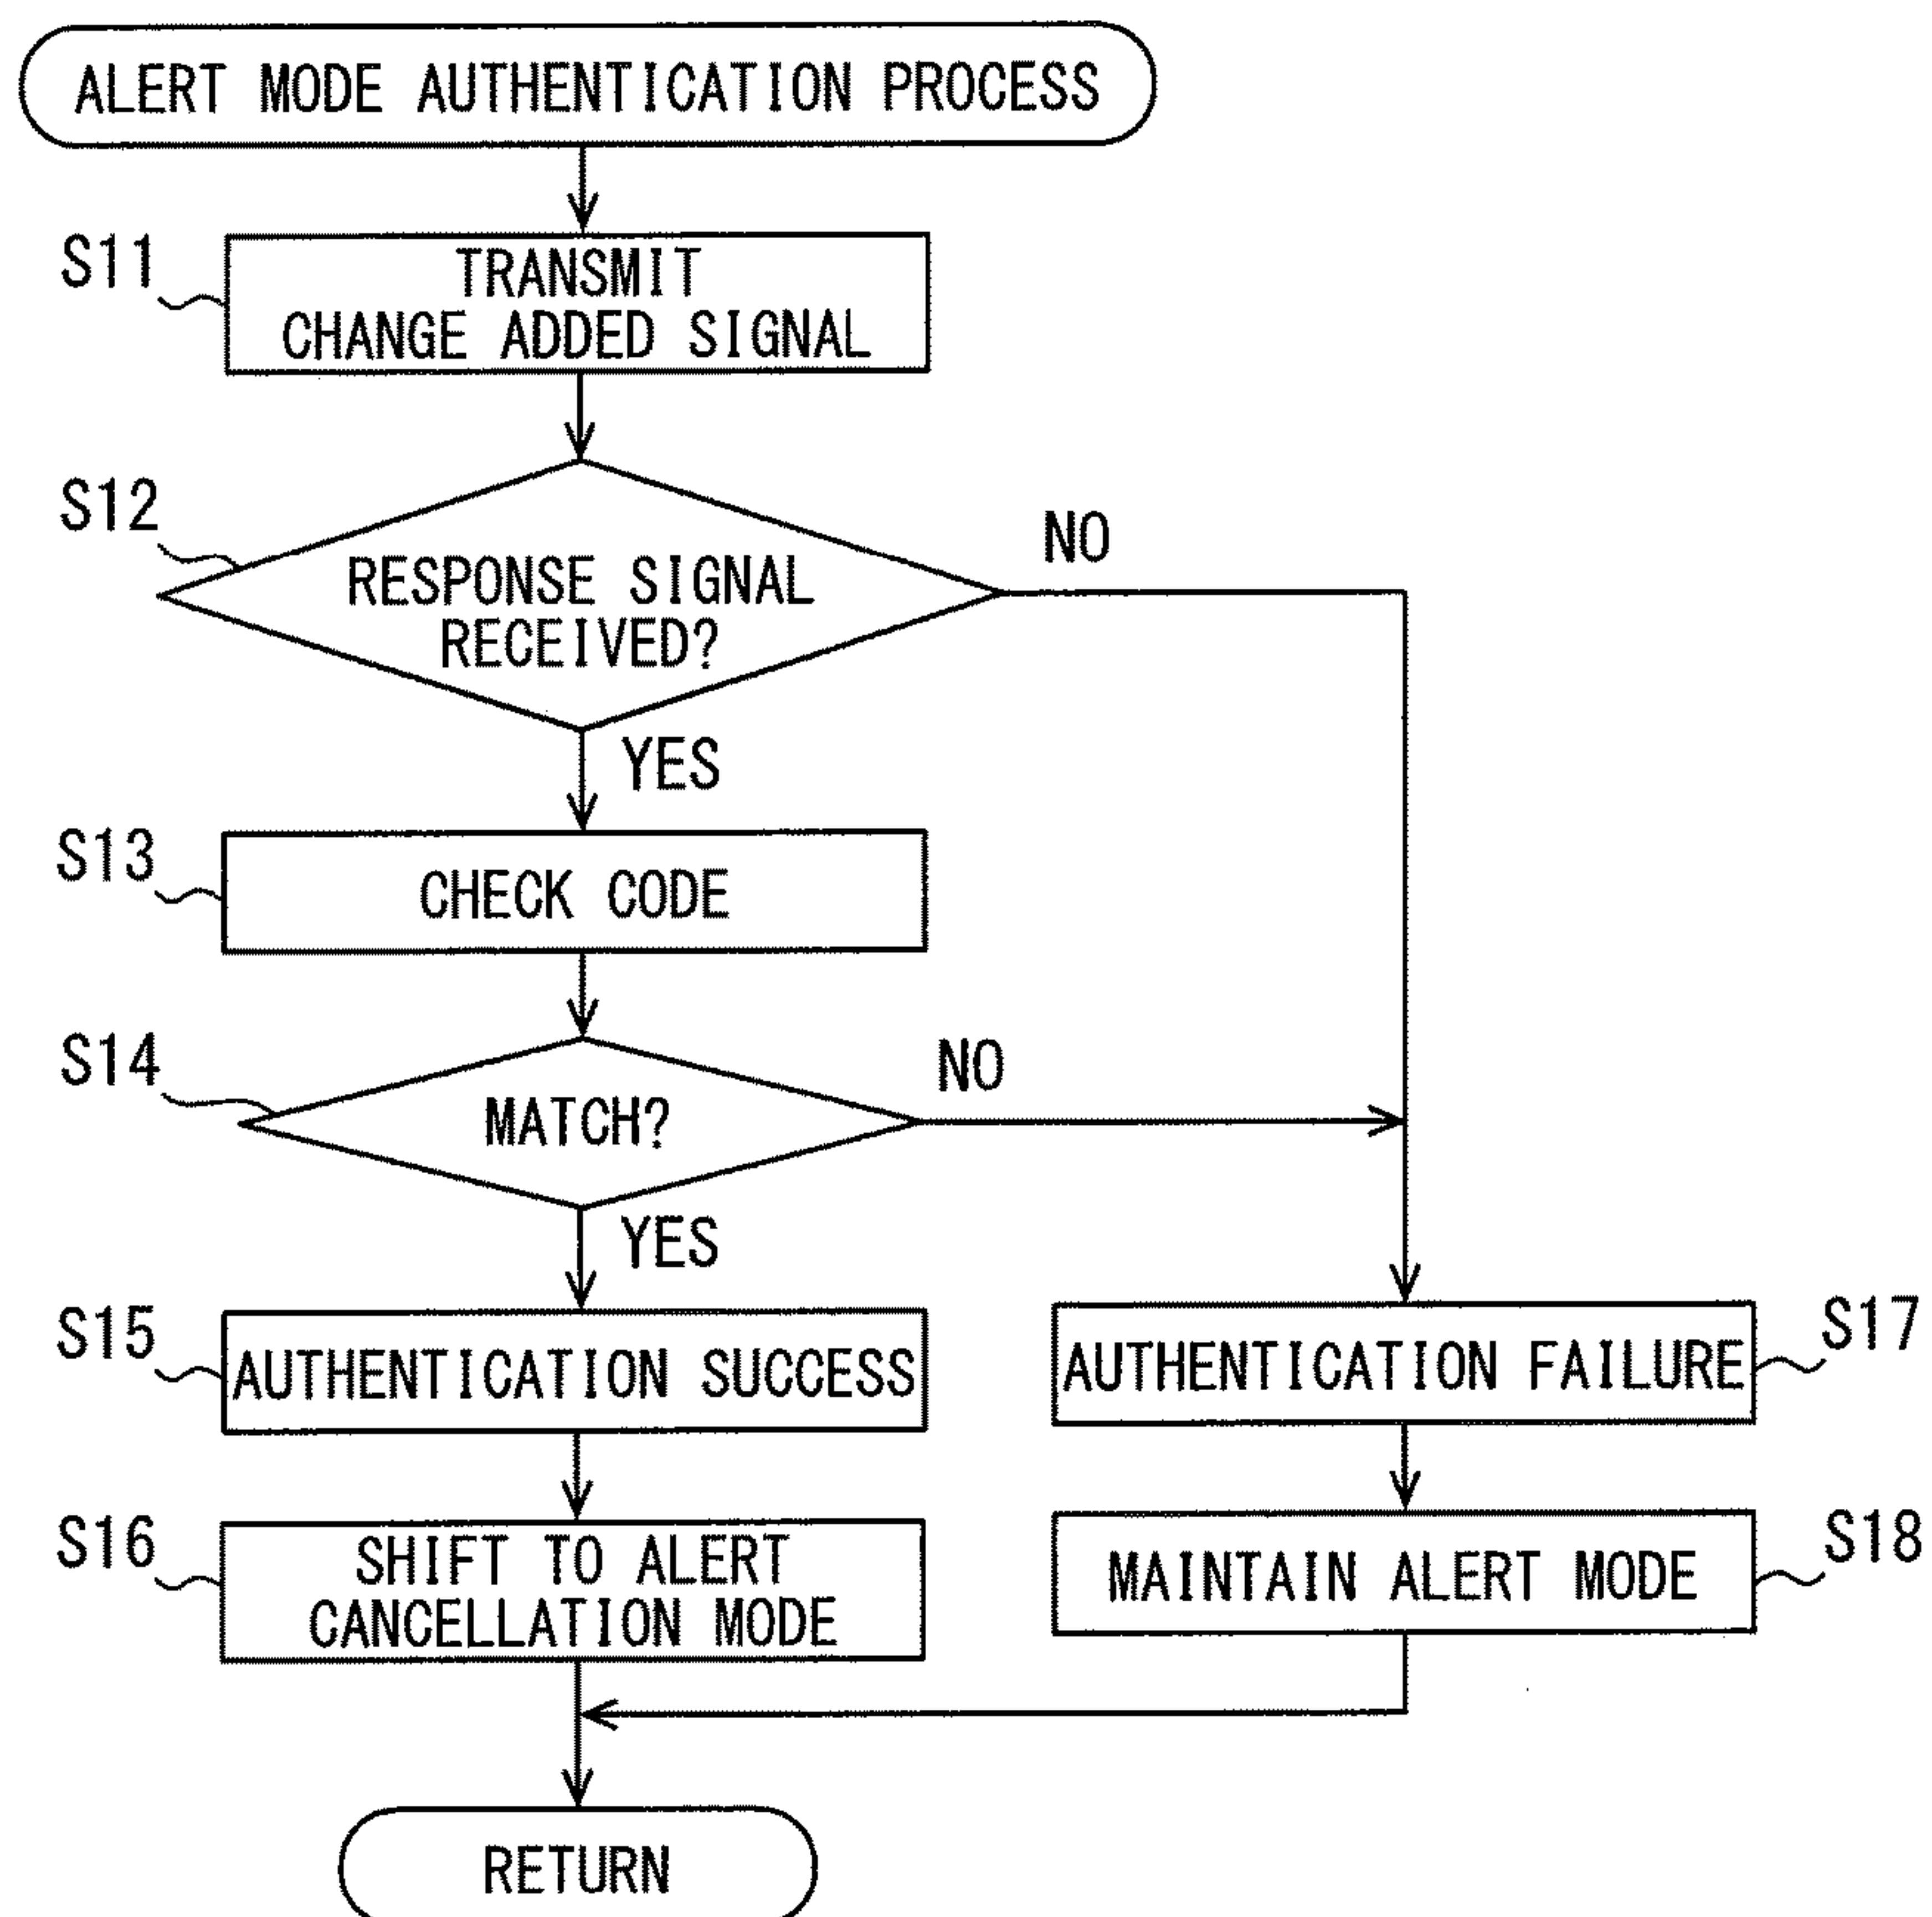 ALERT MODE AUTHENTICATION PROCESS
S11
TRANSMIT
CHANGE ADDED SIGNAL
S12
NO
RESPONSE SIGNAL
RECEIVED?
YES
S13
CHECK CODE
S14
NO
MATCH?
YES
S15
AUTHENTICATION SUCCESS
S17
AUTHENTICATION FAILURE
S16
SHIFT TO ALERT
CANCELLATION MODE
S18
MAINTAIN ALERT MODE
RETURN